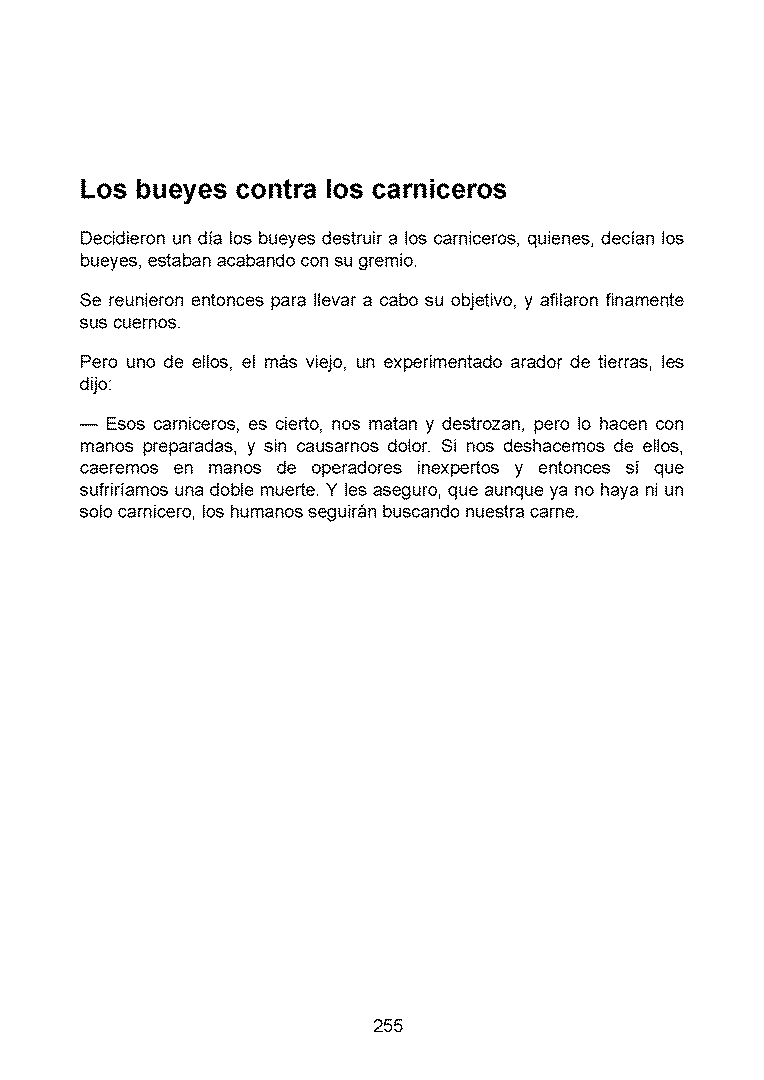 Los bueyes contra los carniceros
Decidieron un día los bueyes destruir a los carniceros, quienes, decían los
bueyes, estaban acabando con su gremio.
Se reunieron entonces para llevar a cabo su objetivo, y afilaron finamente
sus cuernos.
Pero uno de ellos, el más viejo, un experimentado arador de tierras, les
dijo:
— Esos carniceros, es cierto, nos matan y destrozan, pero lo hacen con
manos preparadas, y sin causarnos dolor. Si nos deshacemos de ellos,
caeremos en manos de operadores inexpertos y entonces sí que
sufriríamos una doble muerte. Y les aseguro, que aunque ya no haya ni un
solo carnicero, los humanos seguirán buscando nuestra carne.
255